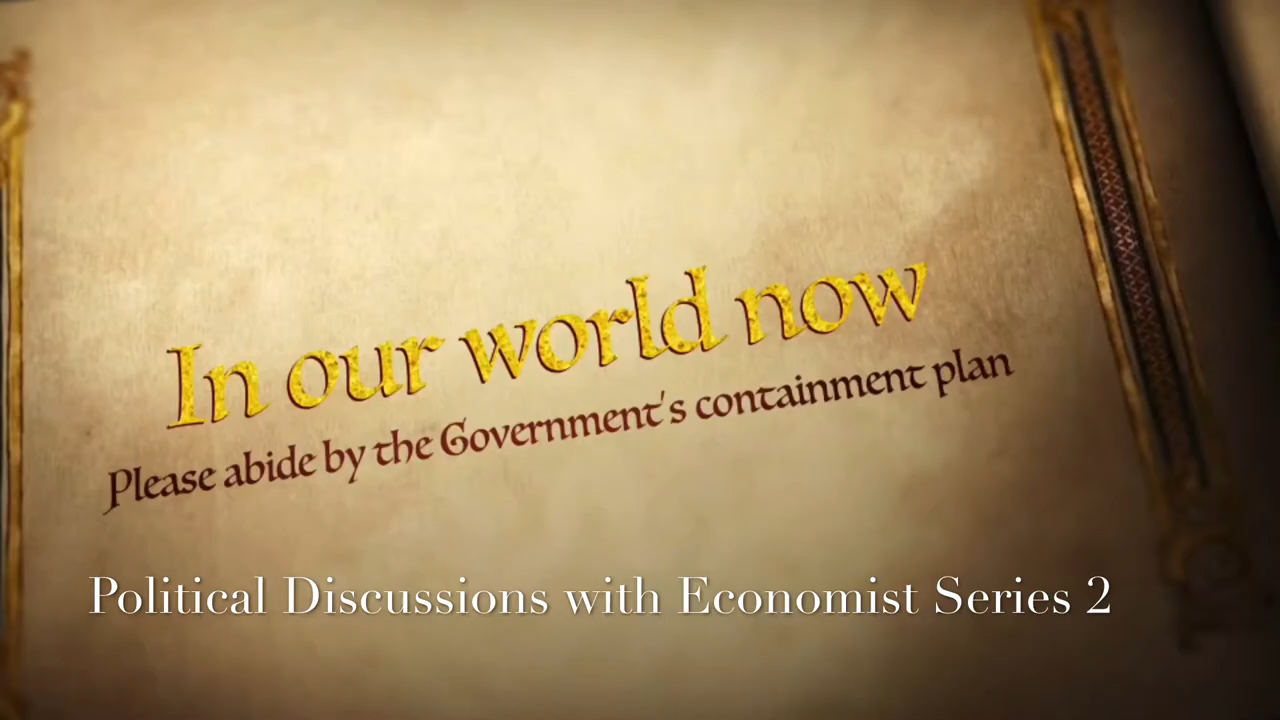 In our world now
Please abide by the Government's containment plan
Political Discussions with Economist Series 2